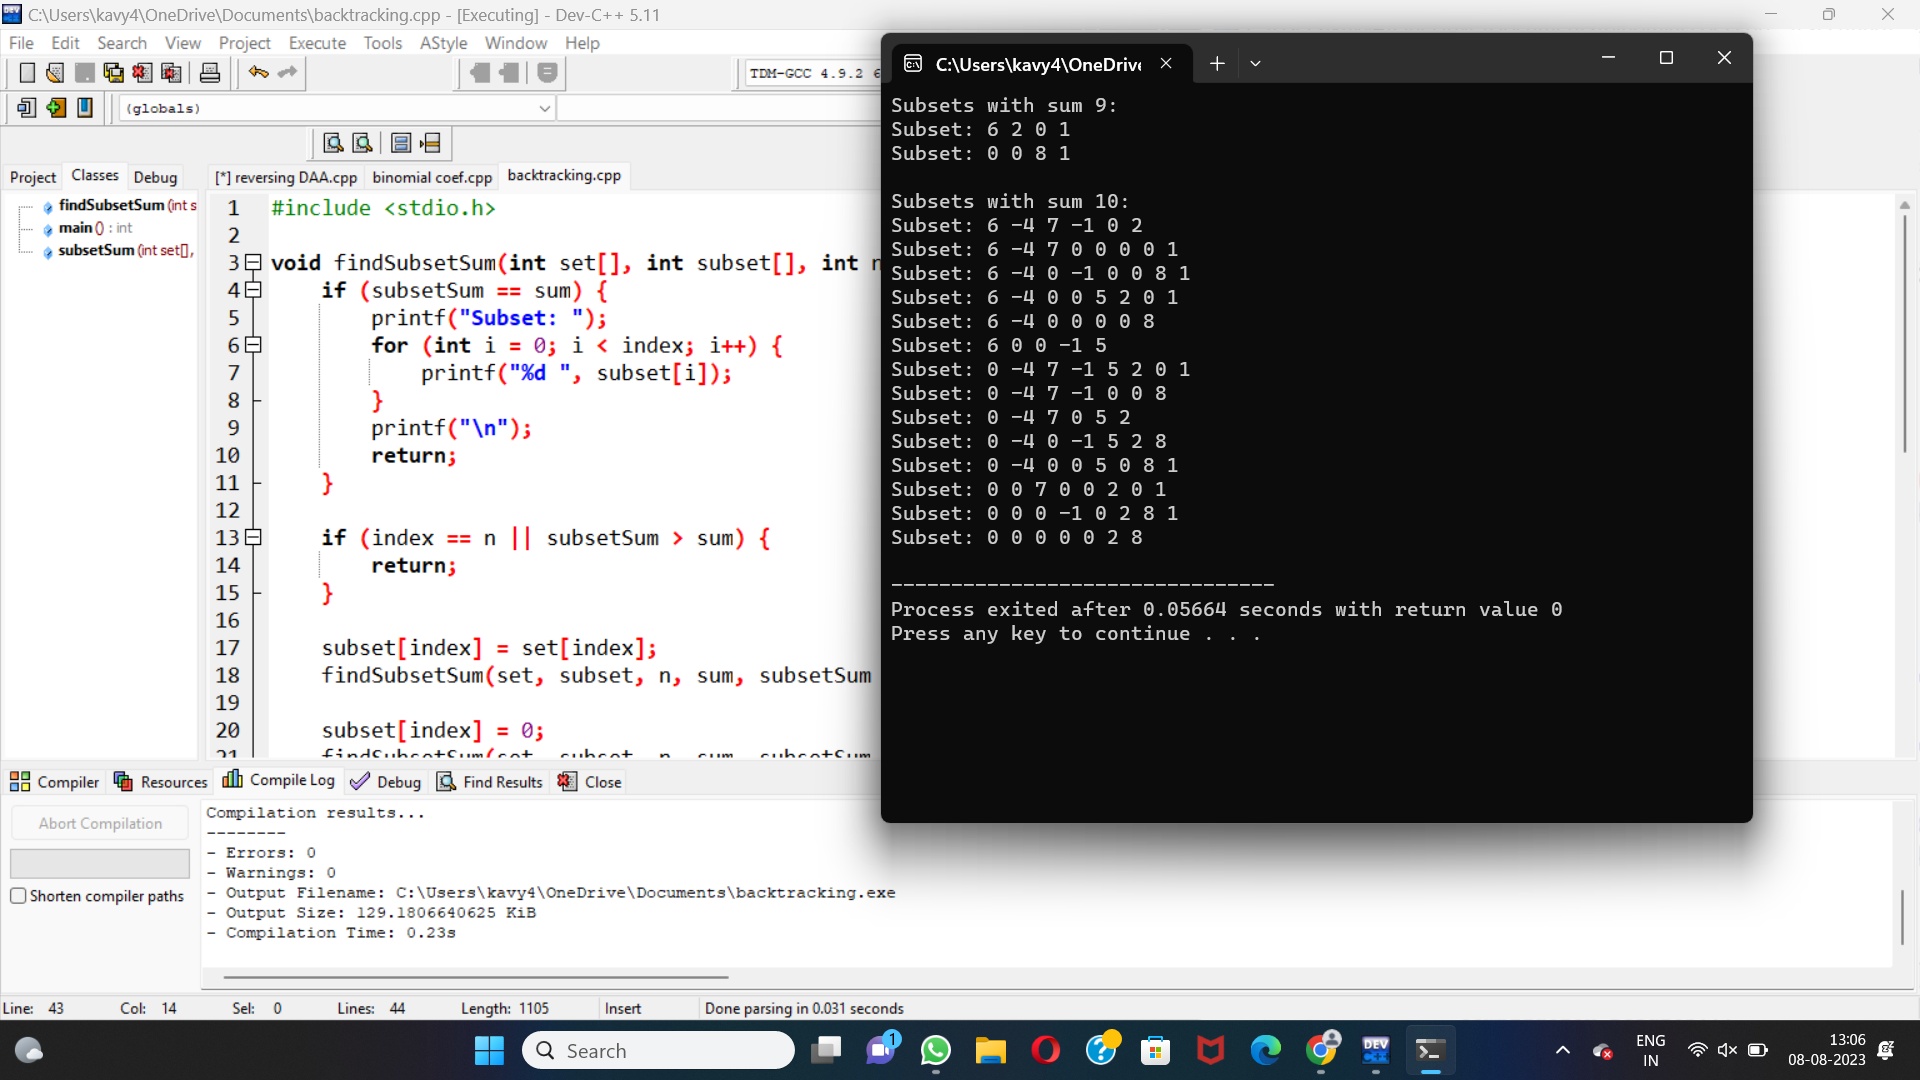 C:\Users\kavy4\OneDrive\Documents\backtracking.cpp - [Executing] - Dev-C++ 5.11
File Edit Search View Project Execute Tools AStyle Window Help
TDM-GCC 4.9.2 6
(globals)
Project Classes Debug
findSubsetSum (int s
main () : int
subsetSum (int set[],
[*] reversing DAA.cpp binomial coef.cpp backtracking.cpp
1 #include <stdio.h>
2
3 void findSubsetSum(int set[], int subset[], int n
4 if (subsetSum == sum) {
5 printf("Subset: ");
6 for (int i = 0; i < index; i++) {
7 printf("%d ", subset[i]);
8 }
9 printf("\n");
10 return;
11 }
12
13 if (index == n || subsetSum > sum) {
14 return;
15 }
16
17 subset[index] = set[index];
18 findSubsetSum(set, subset, n, sum, subsetSum
19
20 subset[index] = 0;
21 findSubsetSum(set, subset, n, sum, subsetSum
C:\Users\kavy4\OneDrive
Subsets with sum 9:
Subset: 6 2 0 1
Subset: 0 0 8 1
Subsets with sum 10:
Subset: 6 -4 7 -1 0 2
Subset: 6 -4 7 0 0 0 0 1
Subset: 6 -4 0 -1 0 0 8 1
Subset: 6 -4 0 0 5 2 0 1
Subset: 6 -4 0 0 0 0 8
Subset: 6 0 0 -1 5
Subset: 0 -4 7 -1 5 2 0 1
Subset: 0 -4 7 -1 0 0 8
Subset: 0 -4 7 0 5 2
Subset: 0 -4 0 -1 5 2 8
Subset: 0 -4 0 0 5 0 8 1
Subset: 0 0 7 0 0 2 0 1
Subset: 0 0 0 -1 0 2 8 1
Subset: 0 0 0 0 0 2 8
--------------------------------
Process exited after 0.05664 seconds with return value 0
Press any key to continue . . .
Compiler Resources Compile Log Debug Find Results Close
Abort Compilation
Shorten compiler paths
Compilation results...
--------
- Errors: 0
- Warnings: 0
- Output Filename: C:\Users\kavy4\OneDrive\Documents\backtracking.exe
- Output Size: 129.1806640625 KiB
- Compilation Time: 0.23s
Line: 43 Col: 14 Sel: 0 Lines: 44 Length: 1105 Insert Done parsing in 0.031 seconds
Search
1
DEV
C++
ENG
IN
13:06
08-08-2023